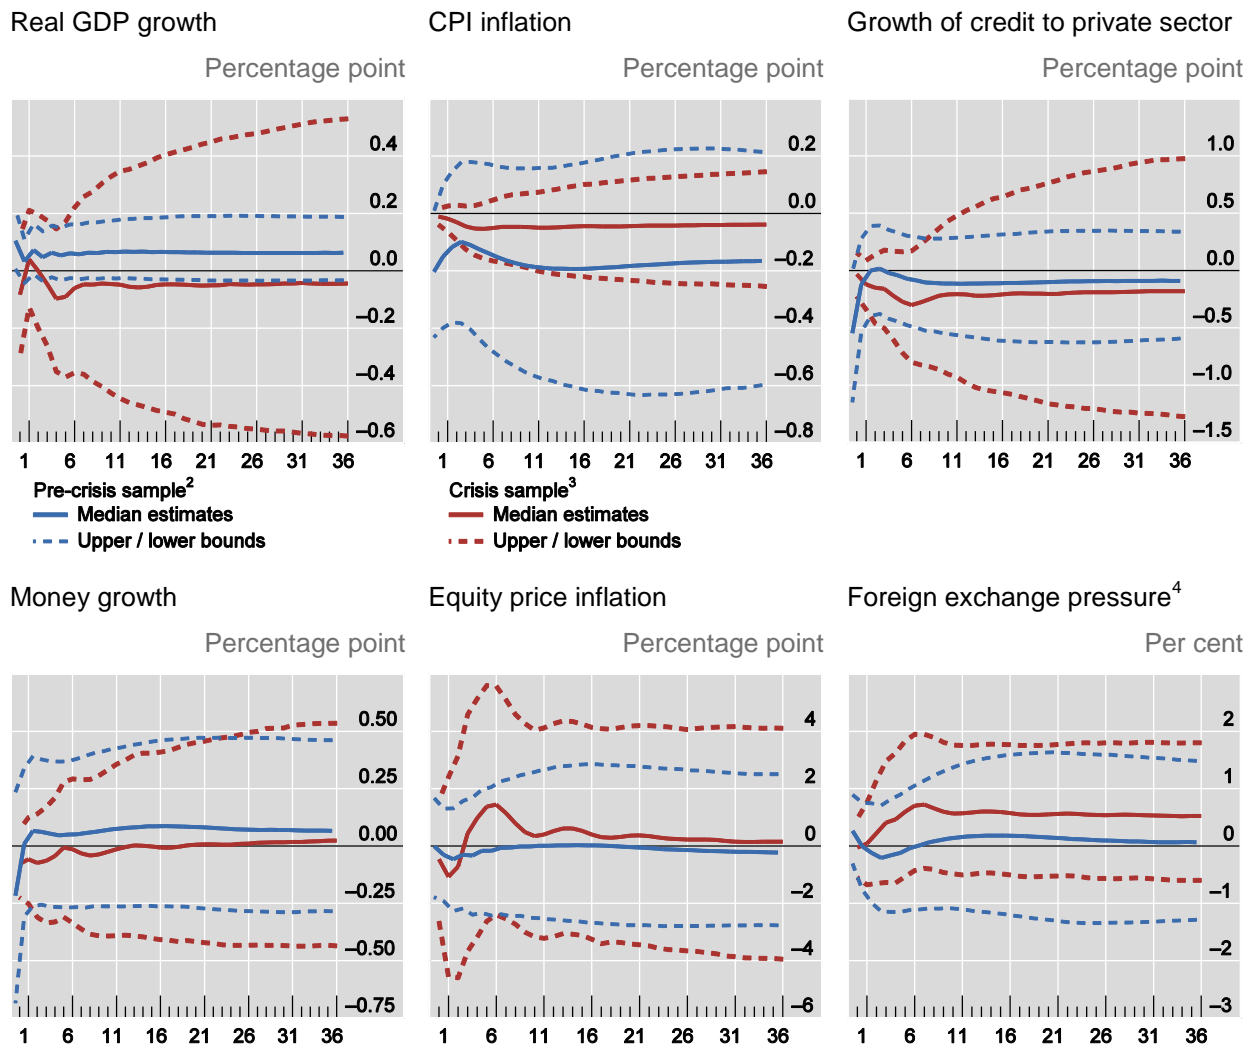 Real GDP growth
CPI inflation
Growth of credit to private sector
Percentage point
Percentage point
Percentage point
0.4
0.2
0.0
–0.2
–0.4
–0.6
1 6 11 16 21 26 31 36
0.2
0.0
–0.2
–0.4
–0.6
–0.8
1 6 11 16 21 26 31 36
1.0
0.5
0.0
–0.5
–1.0
–1.5
1 6 11 16 21 26 31 36
Pre-crisis sample²
Median estimates
Upper / lower bounds
Crisis sample³
Median estimates
Upper / lower bounds
Money growth
Equity price inflation
Foreign exchange pressure⁴
Percentage point
Percentage point
Per cent
0.50
0.25
0.00
–0.25
–0.50
–0.75
1 6 11 16 21 26 31 36
4
2
0
–2
–4
–6
1 6 11 16 21 26 31 36
2
1
0
–1
–2
–3
1 6 11 16 21 26 31 36